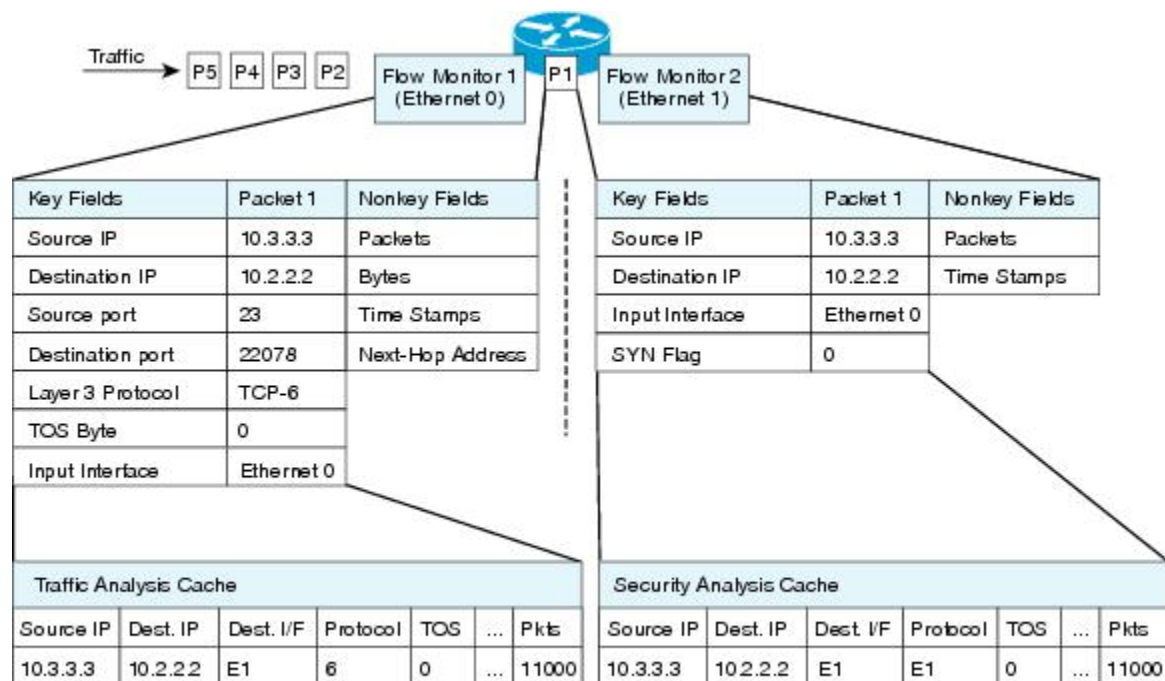 Traffic
P5 P4 P3 P2
Flow Monitor 1
(Ethernet 0)
P1
Flow Monitor 2
(Ethernet 1)
Key Fields Packet 1 Nonkey Fields
Source IP 10.3.3.3 Packets
Destination IP 10.2.2.2 Bytes
Source port 23 Time Stamps
Destination port 22078 Next-Hop Address
Layer 3 Protocol TCP-6
TOS Byte 0
Input Interface Ethernet 0
Key Fields Packet 1 Nonkey Fields
Source IP 10.3.3.3 Packets
Destination IP 10.2.2.2 Time Stamps
Input Interface Ethernet 0
SYN Flag 0
Traffic Analysis Cache
Source IP Dest. IP Dest. I/F Protocol TOS ... Pkts
10.3.3.3 10.2.2.2 E1 6 0 ... 11000
Security Analysis Cache
Source IP Dest. IP Dest. I/F Protocol TOS ... Pkts
10.3.3.3 10.2.2.2 E1 E1 0 ... 11000